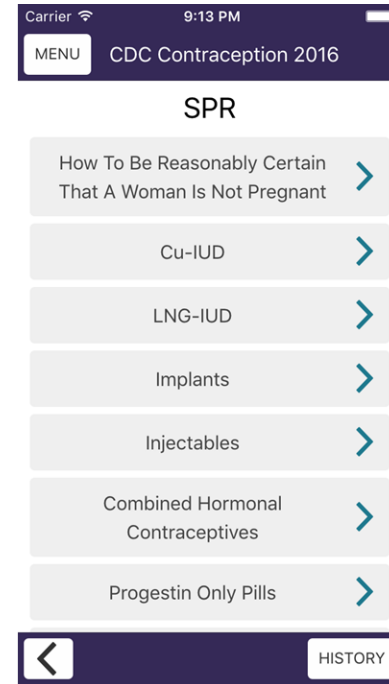 Carrier 9:13 PM
MENU CDC Contraception 2016
SPR
How To Be Reasonably Certain
That A Woman Is Not Pregnant
Cu-IUD
LNG-IUD
Implants
Injectables
Combined Hormonal
Contraceptives
Progestin Only Pills
HISTORY